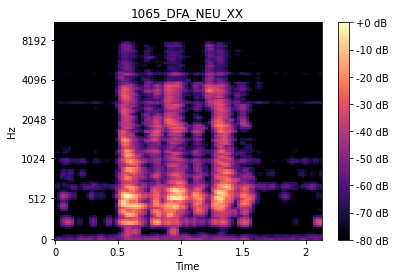 1065_DFA_NEU_XX
+0 dB
8192
-10 dB
4096
-20 dB
-30 dB
2048
Hz
-40 dB
1024
-50 dB
512
-60 dB
-70 dB
0
-80 dB
0 0.5 1 1.5 2
Time